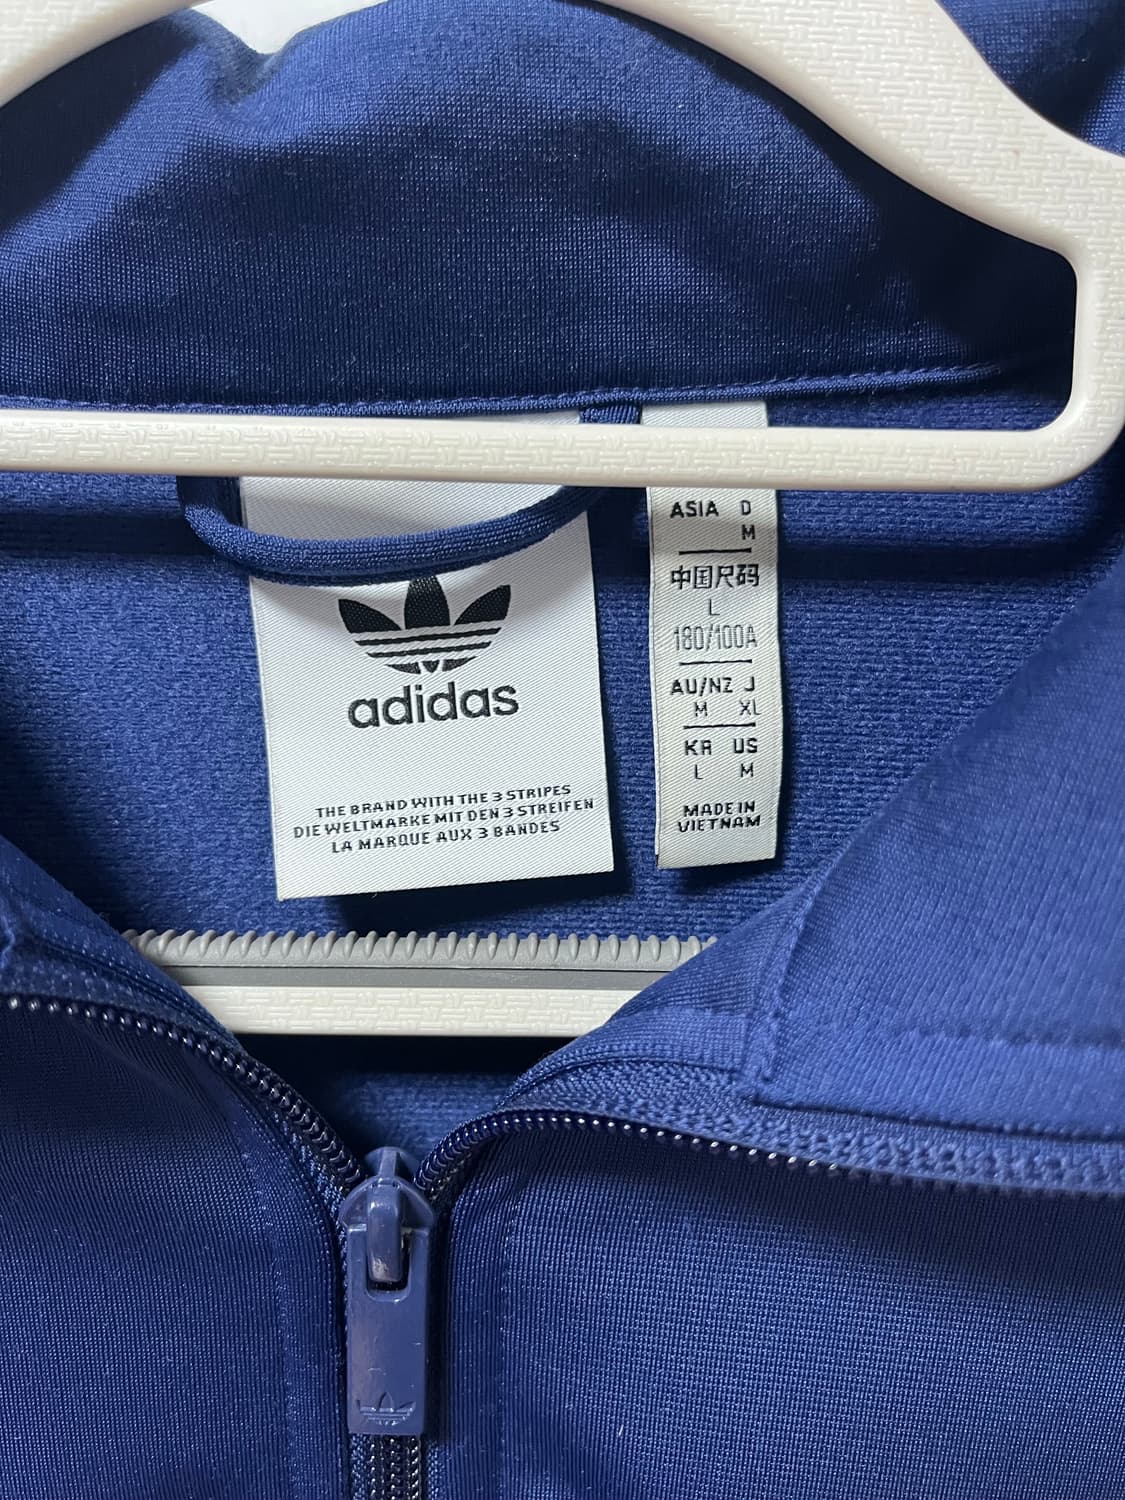 adidas
THE BRAND WITH THE 3 STRIPES
DIE WELTMARKE MIT DEN 3 STREIFEN
LA MARQUE AUX 3 BANDES
ASIA D
M
中国尺码
L
180/100A
AU/NZ J
M XL
KR US
L M
MADE IN
VIETNAM